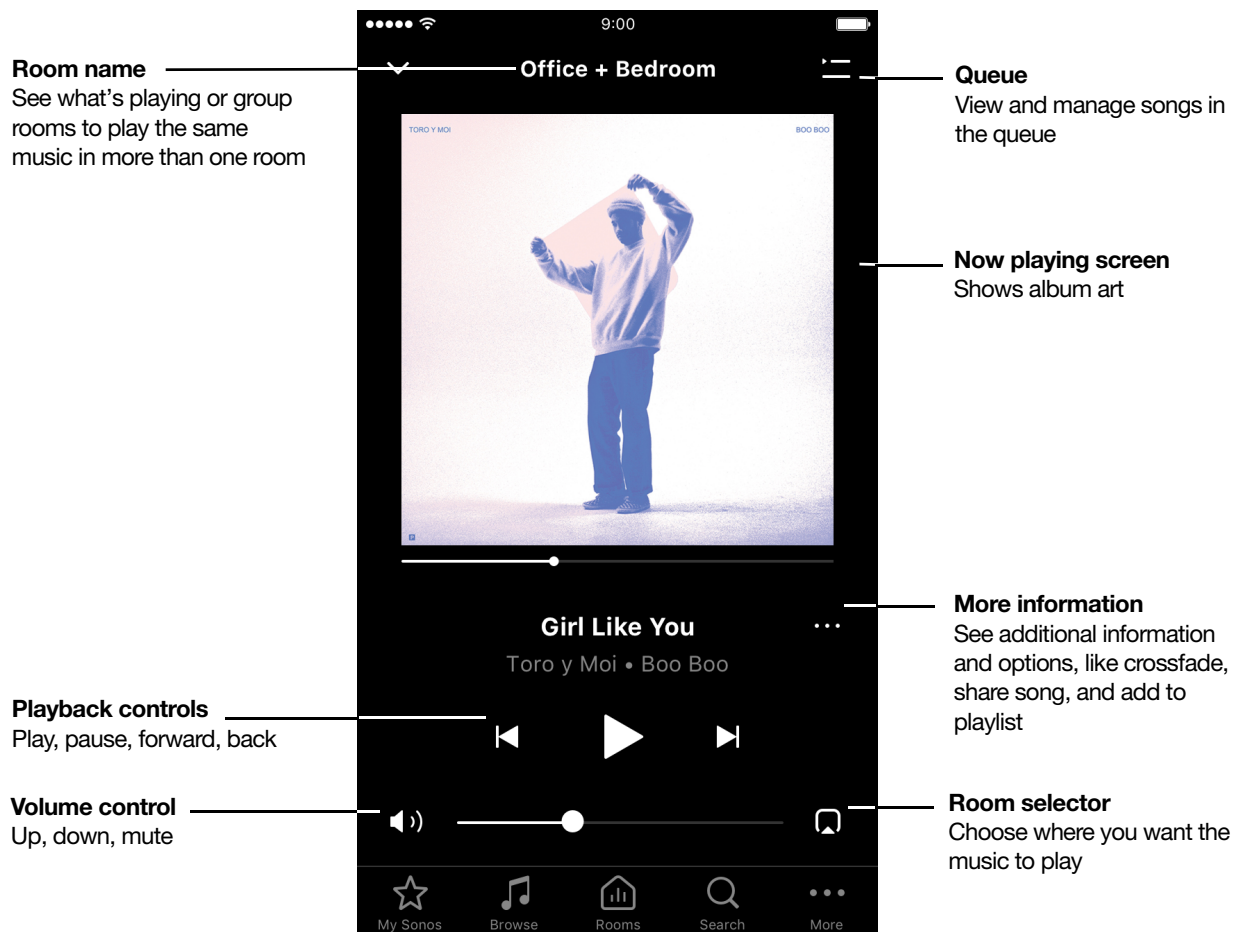 9:00
Office + Bedroom
Room name
See what's playing or group
rooms to play the same
music in more than one room
Queue
View and manage songs in
the queue
TORO Y MOI
BOO BOO
Now playing screen
Shows album art
More information
See additional information
and options, like crossfade,
share song, and add to
playlist
Girl Like You
Toro y Moi • Boo Boo
Playback controls
Play, pause, forward, back
Volume control
Up, down, mute
Room selector
Choose where you want the
music to play
My Sonos
Browse
Rooms
Search
More